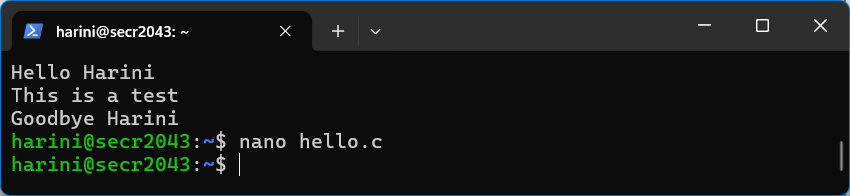 harini@secr2043: ~
Hello Harini
This is a test
Goodbye Harini
harini@secr2043:~$ nano hello.c
harini@secr2043:~$